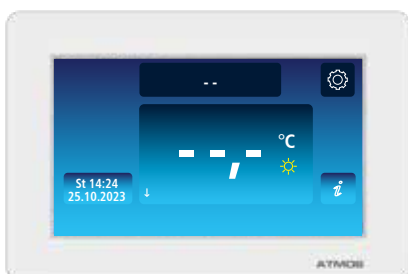 - -
- -,-
°C
St 14:24
25.10.2023
↓
i
ATMOS